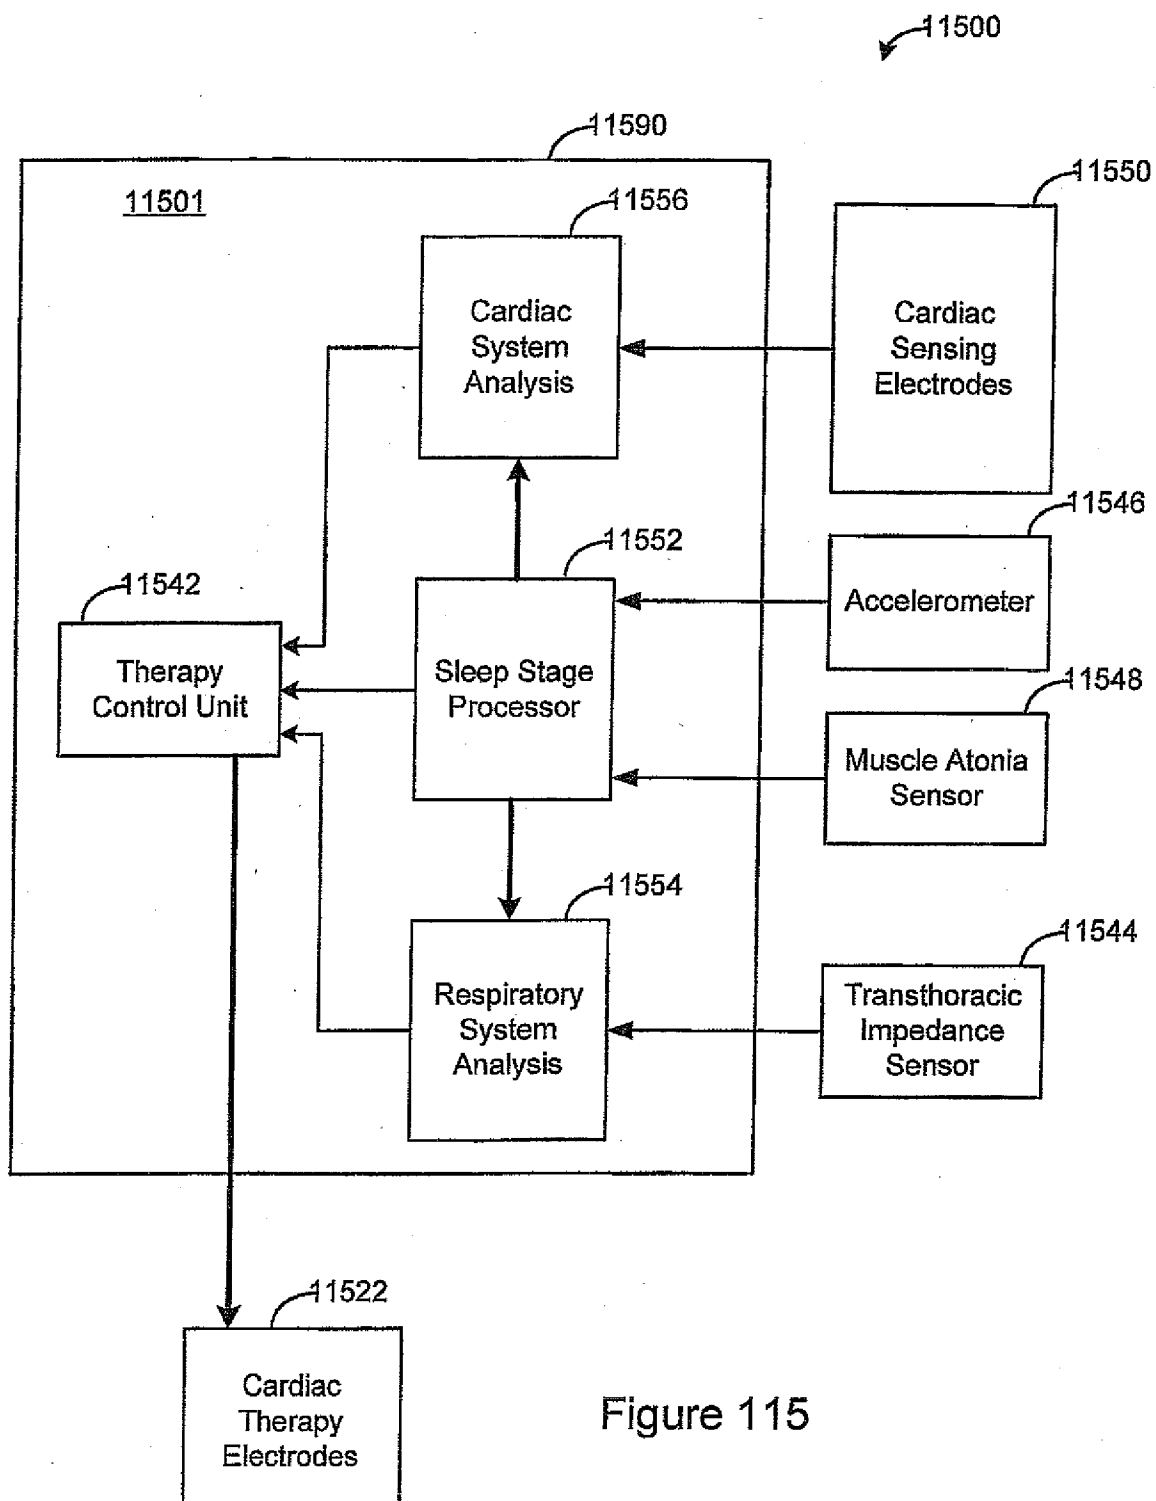 11500
11590
11550
11501
11556
Cardiac
System
Analysis
Cardiac
Sensing
Electrodes
11546
11552
Accelerometer
11542
Therapy
Control Unit
Sleep Stage
Processor
11548
Muscle Atonia
Sensor
11554
11544
Respiratory
System
Analysis
Transthoracic
Impedance
Sensor
11522
Cardiac
Therapy
Electrodes
Figure 115